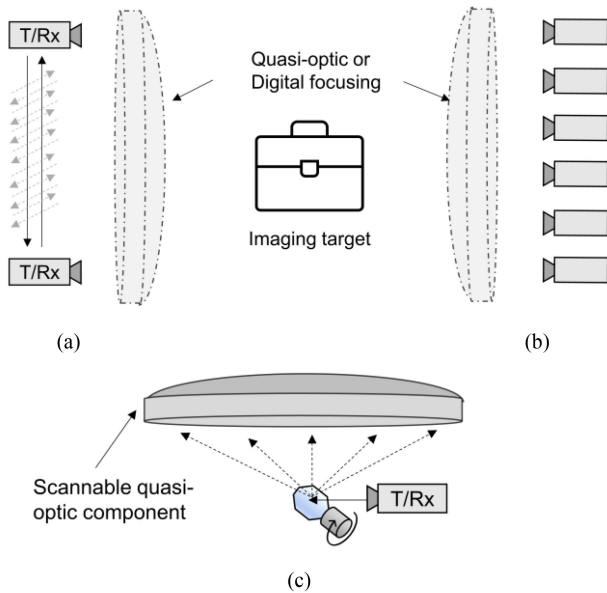 T/Rx
Quasi-optic or
Digital focusing
Imaging target
T/Rx
(a)
(b)
Scannable quasi-
optic component
T/Rx
(c)